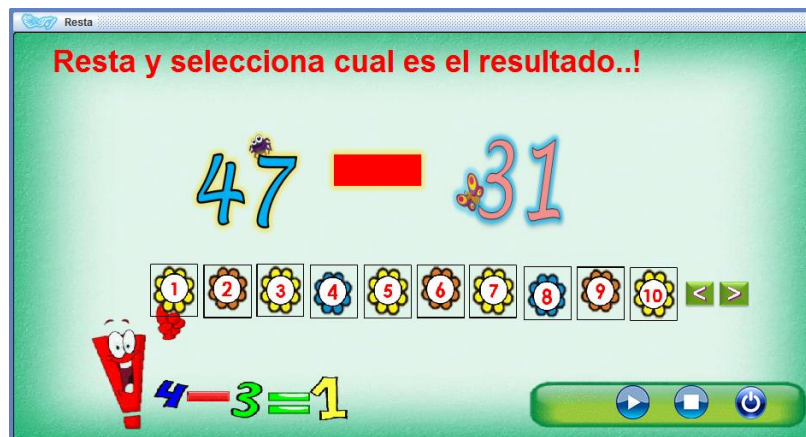 Resta
Resta y selecciona cual es el resultado..!
47 31
1 2 3 4 5 6 7 8 9 10 < >
4-3=1